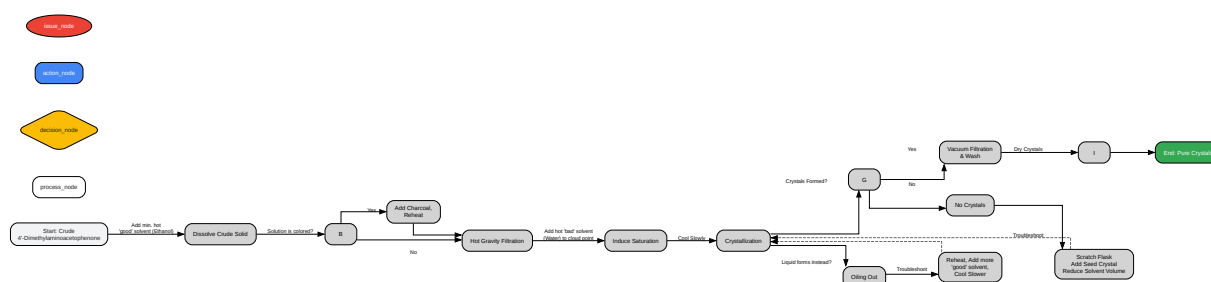 issue_node
action_node
decision_node
process_node
Start: Crude
4'-Dimethylaminoacetophenone
Add min. hot
'good' solvent (Ethanol)
Dissolve Crude Solid
Solution is colored?
B
Yes
Add Charcoal,
Reheat
No
Hot Gravity Filtration
Add hot 'bad' solvent
(Water) to cloud point
Induce Saturation
Cool Slowly
Crystallization
Crystals Formed?
G
Yes
No
Vacuum Filtration
& Wash
Dry Crystals
I
End: Pure Crystals
No Crystals
Troubleshoot
Scratch Flask
Add Seed Crystal
Reduce Solvent Volume
Liquid forms instead?
Oiling Out
Troubleshoot
Reheat, Add more
'good' solvent,
Cool Slower